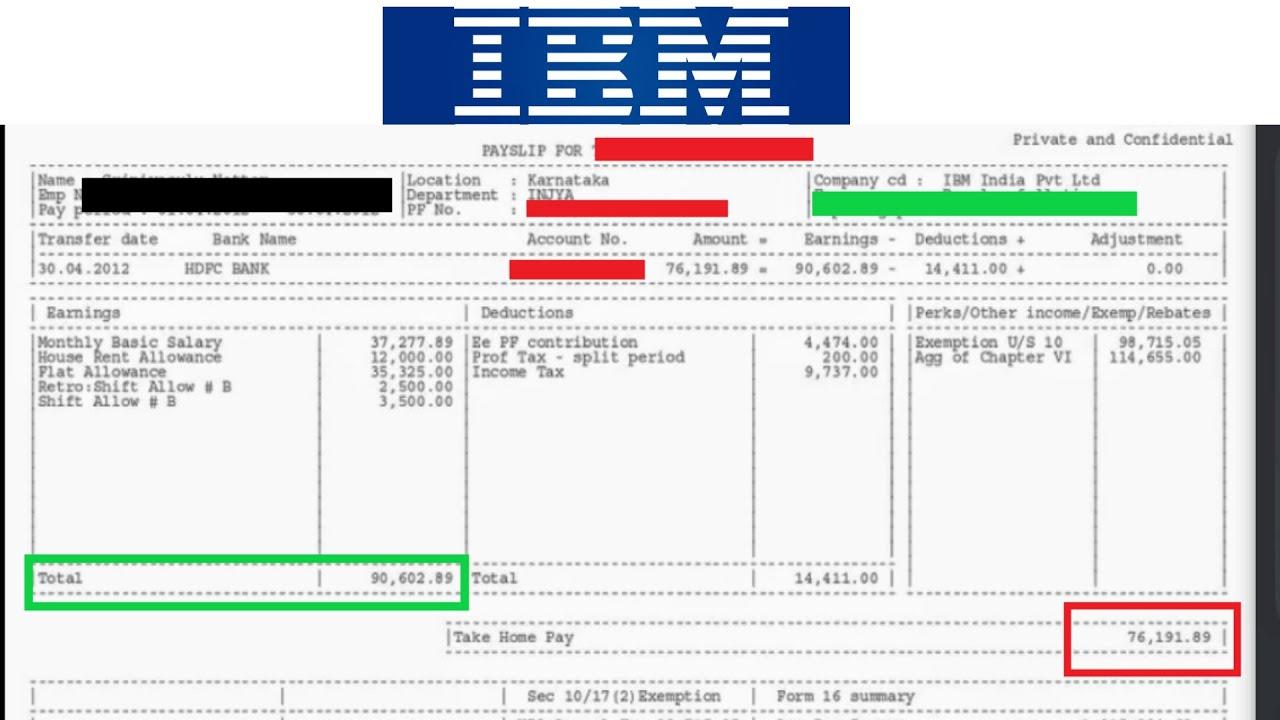 IBM
Private and Confidential
PAYSLIP FOR
Name Location : Karnataka Company cd : IBM India Pvt Ltd
Emp Department : INJYA
Pay PF No. :
Transfer date Bank Name Account No. Amount = Earnings - Deductions + Adjustment
30.04.2012 HDFC BANK 76,191.89 = 90,602.89 - 14,411.00 + 0.00
Earnings Deductions Perks/Other income/Exemp/Rebates
Monthly Basic Salary 37,277.89 Ee PF contribution 4,474.00 Exemption U/S 10 98,715.05
House Rent Allowance 12,000.00 Prof Tax - split period 200.00 Agg of Chapter VI 114,655.00
Flat Allowance 35,325.00 Income Tax 9,737.00
Retro:Shift Allow # B 2,500.00
Shift Allow # B 3,500.00
Total 90,602.89 Total 14,411.00
Take Home Pay 76,191.89
Sec 10/17(2)Exemption Form 16 summary